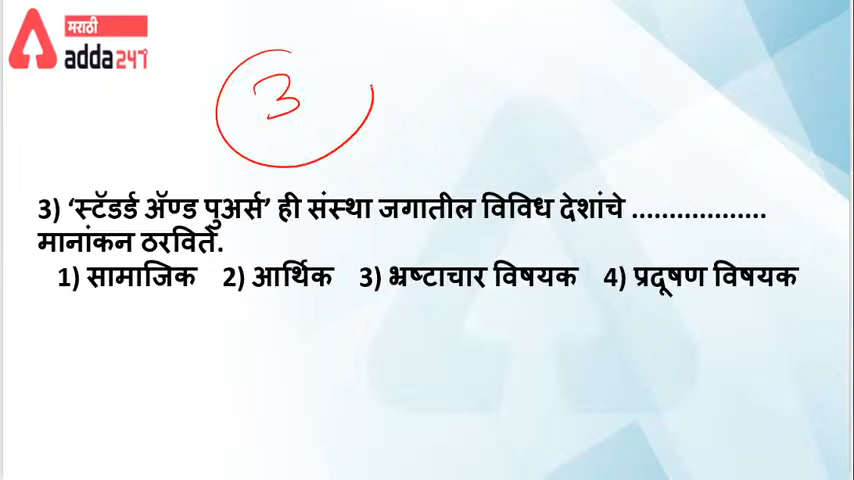 मराठी
adda247
3
3) ‘स्टॅडर्ड ॲण्ड पुअर्स’ ही संस्था जगातील विविध देशांचे ..................
मानांकन ठरविते.
1) सामाजिक 2) आर्थिक 3) भ्रष्टाचार विषयक 4) प्रदूषण विषयक